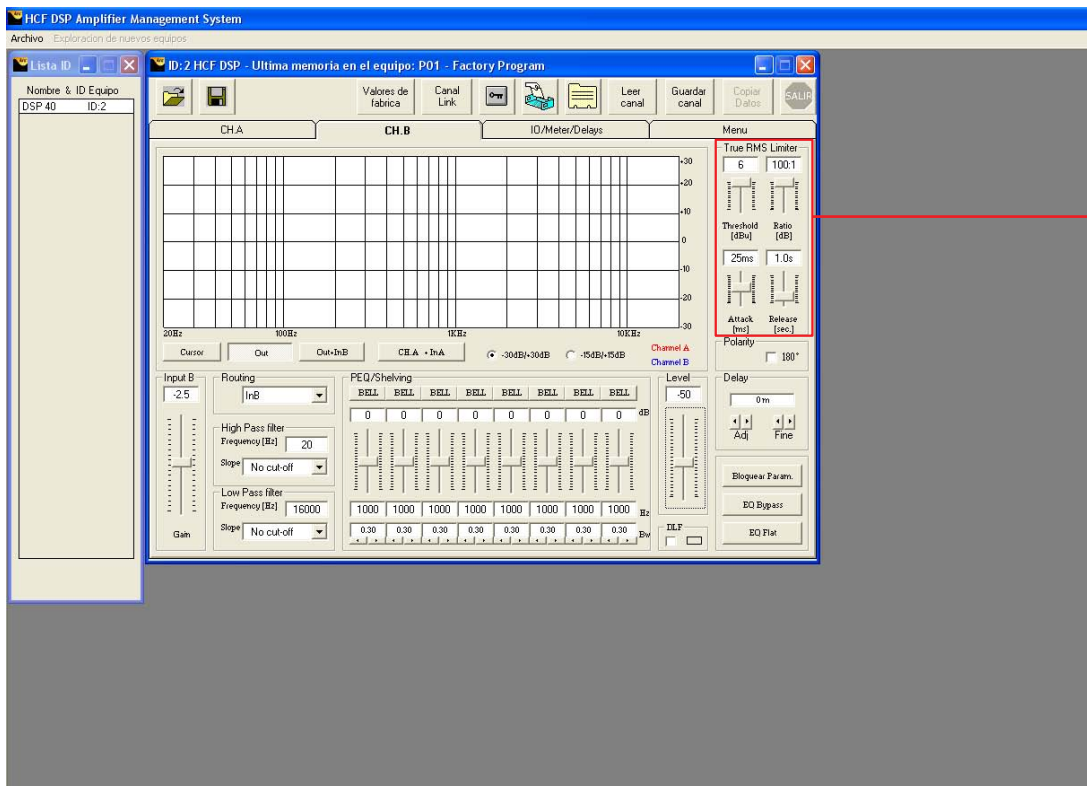 HCF DSP Amplifier Management System
Archivo Exploracion de nuevos equipos
Lista ID
Nombre & ID Equipo
DSP 40 ID:2
ID:2 HCF DSP - Ultima memoria en el equipo: P01 - Factory Program
Valores de fabrica
Canal Link
Leer canal
Guardar canal
Copiar Datos
SALIR
CH.A CH.B IO/Meter/Delays Menu
+30
+20
+10
0
-10
-20
-30
20Hz 100Hz 1KHz 10KHz
Cursor Out Out+InB CH.A + InA -30dB/+30dB -15dB/+15dB
Channel A
Channel B
True RMS Limiter
6 100:1
Threshold [dBu]
Ratio [dB]
25ms 1.0s
Attack [ms]
Release [sec.]
Polarity
180°
Input B
-2.5
Gain
Routing
InB
High Pass filter
Frequency [Hz] 20
Slope No cut-off
Low Pass filter
Frequency [Hz] 16000
Slope No cut-off
PEQ/Shelving
BELL BELL BELL BELL BELL BELL BELL BELL
0 0 0 0 0 0 0 0 dB
1000 1000 1000 1000 1000 1000 1000 1000 Hz
0.30 0.30 0.30 0.30 0.30 0.30 0.30 0.30 Bw
Level
-50
DLF
Delay
0 m
Adj Fine
Bloquear Param.
EQ Bypass
EQ Flat